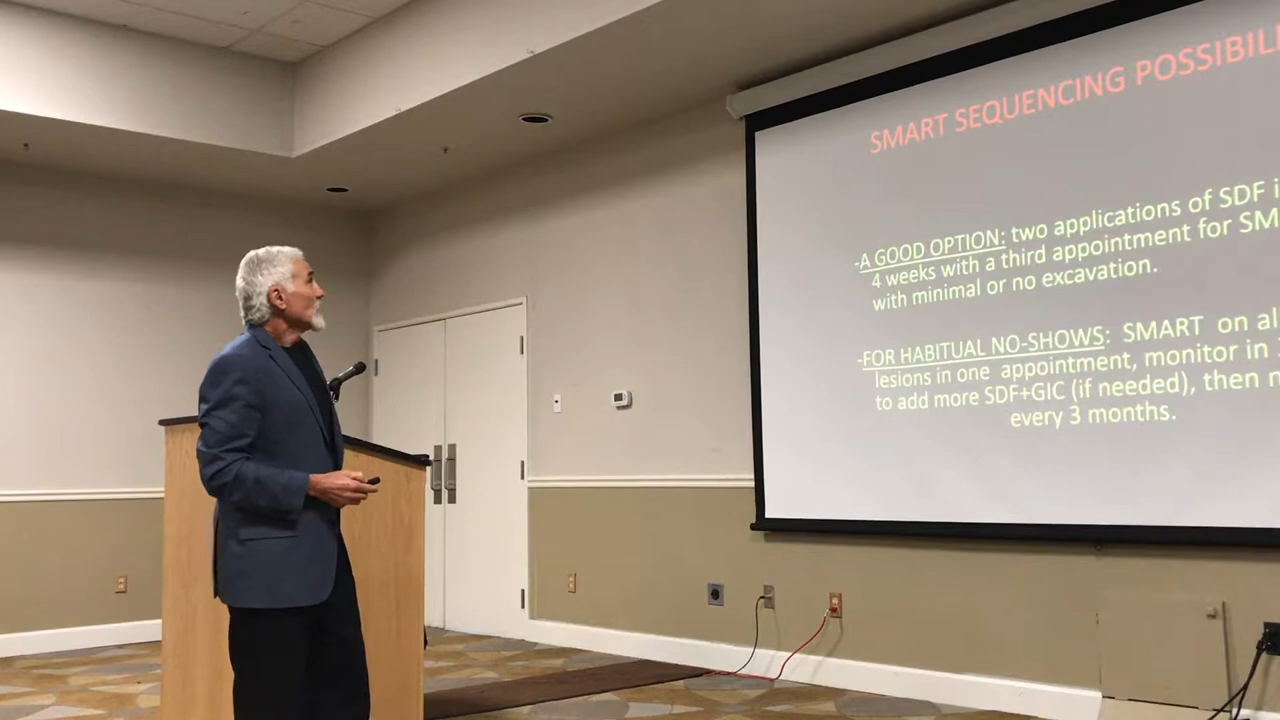 SMART SEQUENCING POSSIBIL
-A GOOD OPTION: two applications of SDF i
4 weeks with a third appointment for SM
with minimal or no excavation.
-FOR HABITUAL NO-SHOWS: SMART on al
lesions in one appointment, monitor in
to add more SDF+GIC (if needed), then
every 3 months.